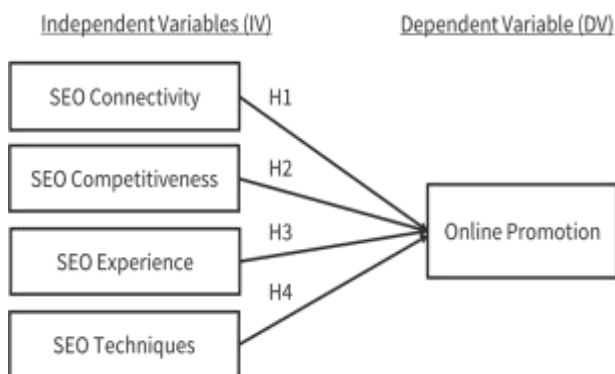 Independent Variables (IV)
Dependent Variable (DV)
SEO Connectivity
H1
SEO Competitiveness
H2
Online Promotion
SEO Experience
H3
H4
SEO Techniques